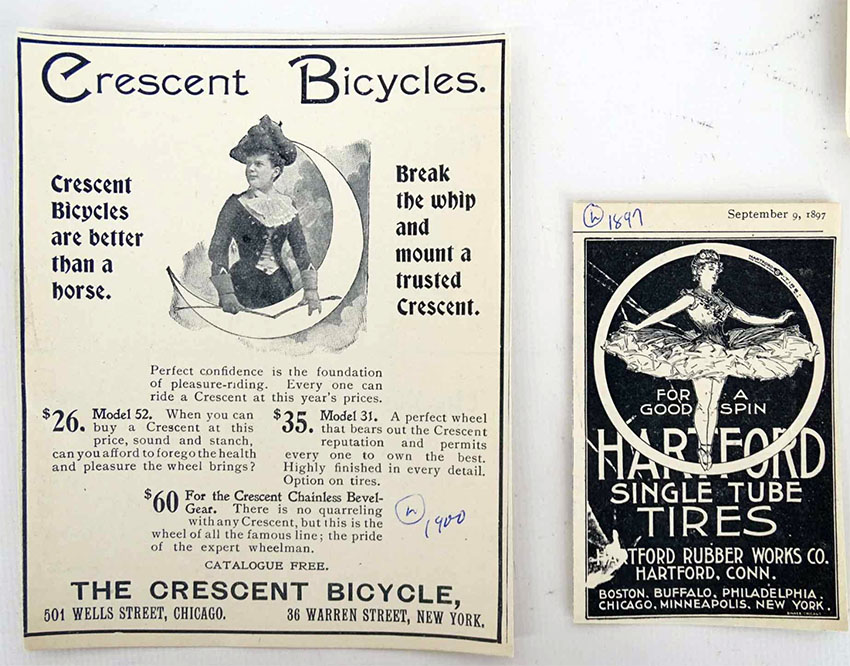 Crescent Bicycles.
Crescent
Bicycles
are better
than a
horse.
Break
the whip
and
mount a
trusted
Crescent.
Perfect confidence is the foundation
of pleasure-riding. Every one can
ride a Crescent at this year's prices.
$26. Model 52. When you can
buy a Crescent at this
price, sound and stanch,
can you afford to forego the health
and pleasure the wheel brings?
$35. Model 31. A perfect wheel
that bears out the Crescent
reputation and permits
every one to own the best.
Highly finished in every detail.
Option on tires.
$60 For the Crescent Chainless Bevel-
Gear. There is no quarreling
with any Crescent, but this is the
wheel of all the famous line; the pride
of the expert wheelman.
1900
CATALOGUE FREE.
THE CRESCENT BICYCLE,
501 WELLS STREET, CHICAGO. 36 WARREN STREET, NEW YORK.
1897
September 9, 1897
HARTFORD TIRES
FOR A
GOOD SPIN
HARTFORD
SINGLE TUBE
TIRES
HARTFORD RUBBER WORKS CO.
HARTFORD, CONN.
BOSTON. BUFFALO. PHILADELPHIA.
CHICAGO. MINNEAPOLIS. NEW YORK.